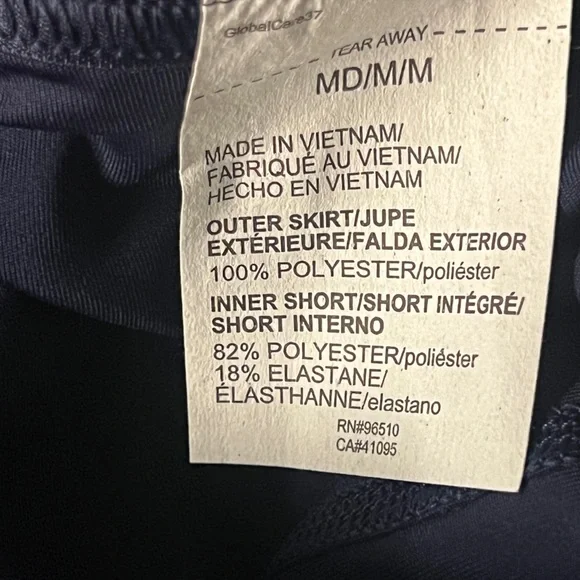 GlobalCare37
TEAR AWAY
MD/M/M
MADE IN VIETNAM/
FABRIQUÉ AU VIETNAM/
HECHO EN VIETNAM
OUTER SKIRT/JUPE
EXTÉRIEURE/FALDA EXTERIOR
100% POLYESTER/poliéster
INNER SHORT/SHORT INTÉGRÉ/
SHORT INTERNO
82% POLYESTER/poliéster
18% ELASTANE/
ÉLASTHANNE/elastano
RN#96510
CA#41095